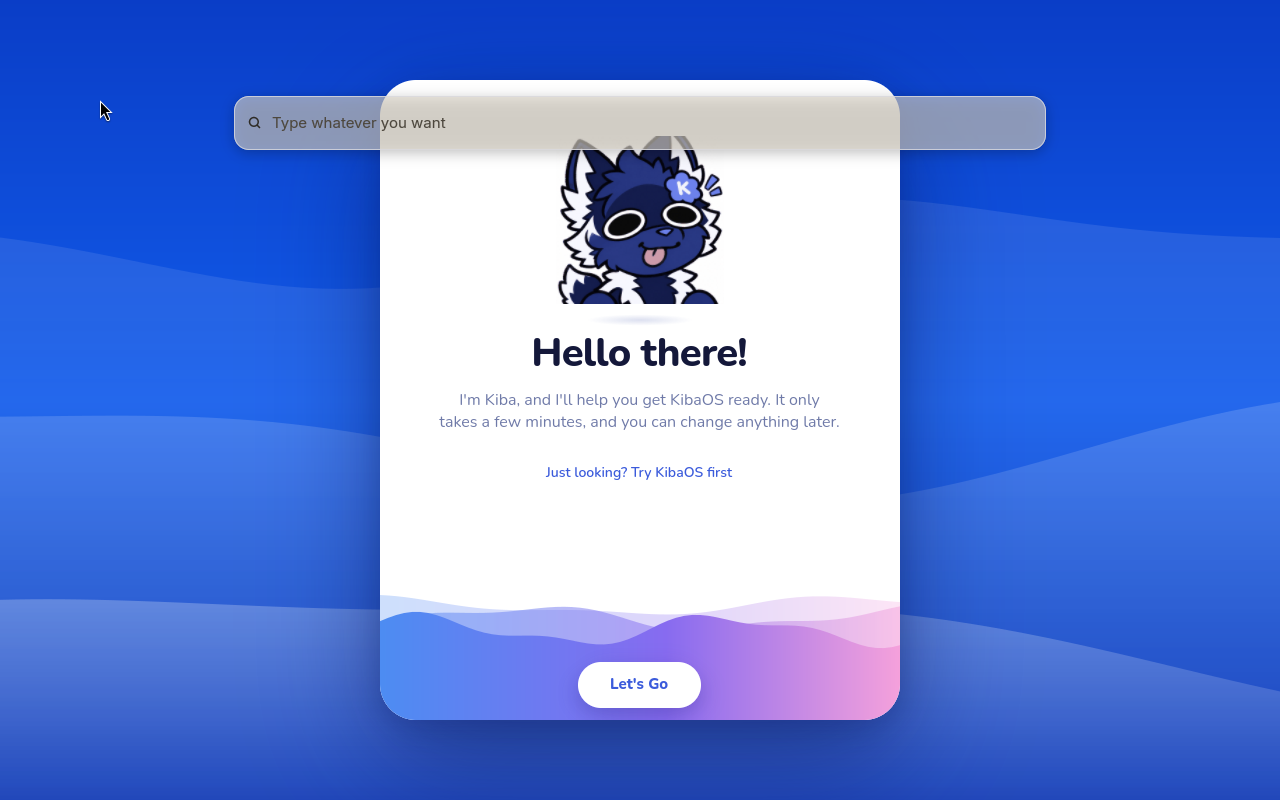 Type whatever you want
K
Hello there!
I'm Kiba, and I'll help you get KibaOS ready. It only
takes a few minutes, and you can change anything later.
Just looking? Try KibaOS first
Let's Go